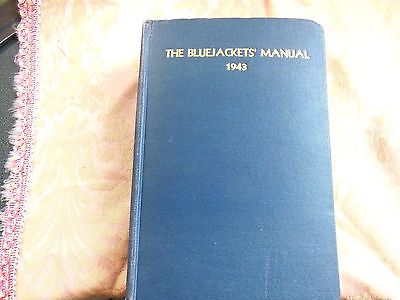 THE BLUEJACKETS' MANUAL
1943